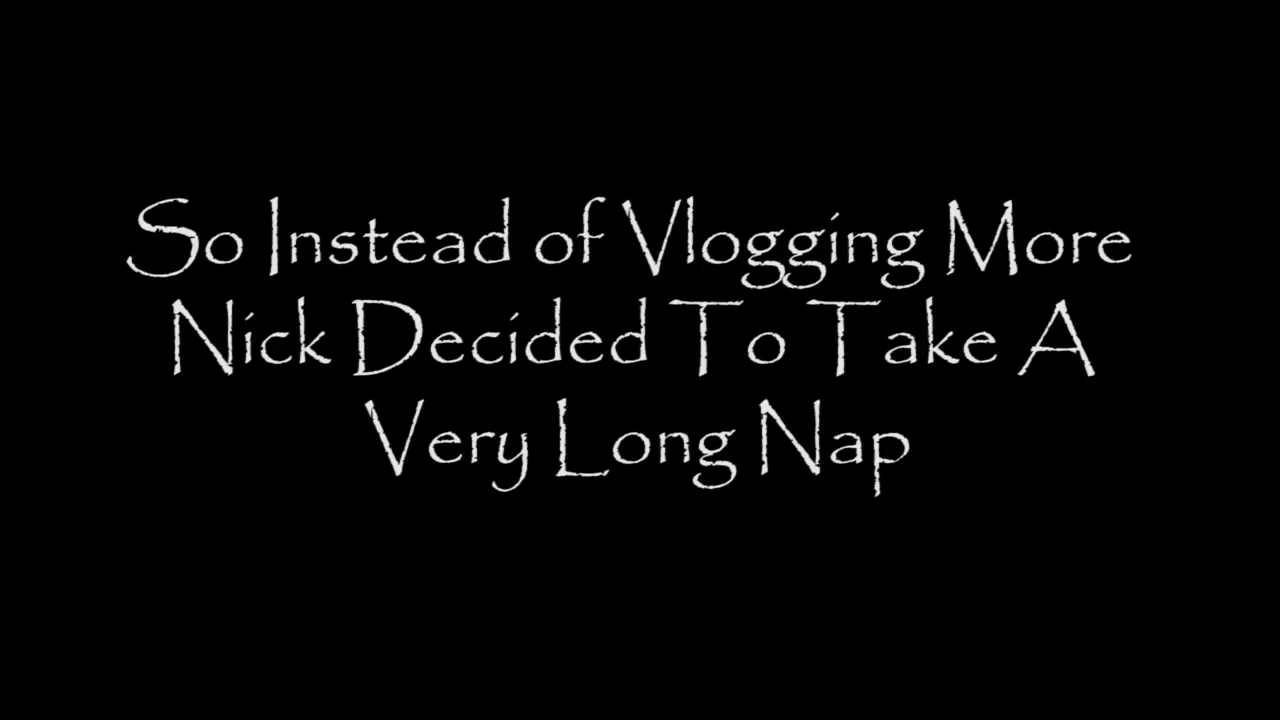 So Instead of Vlogging More
Nick Decided To Take A
Very Long Nap